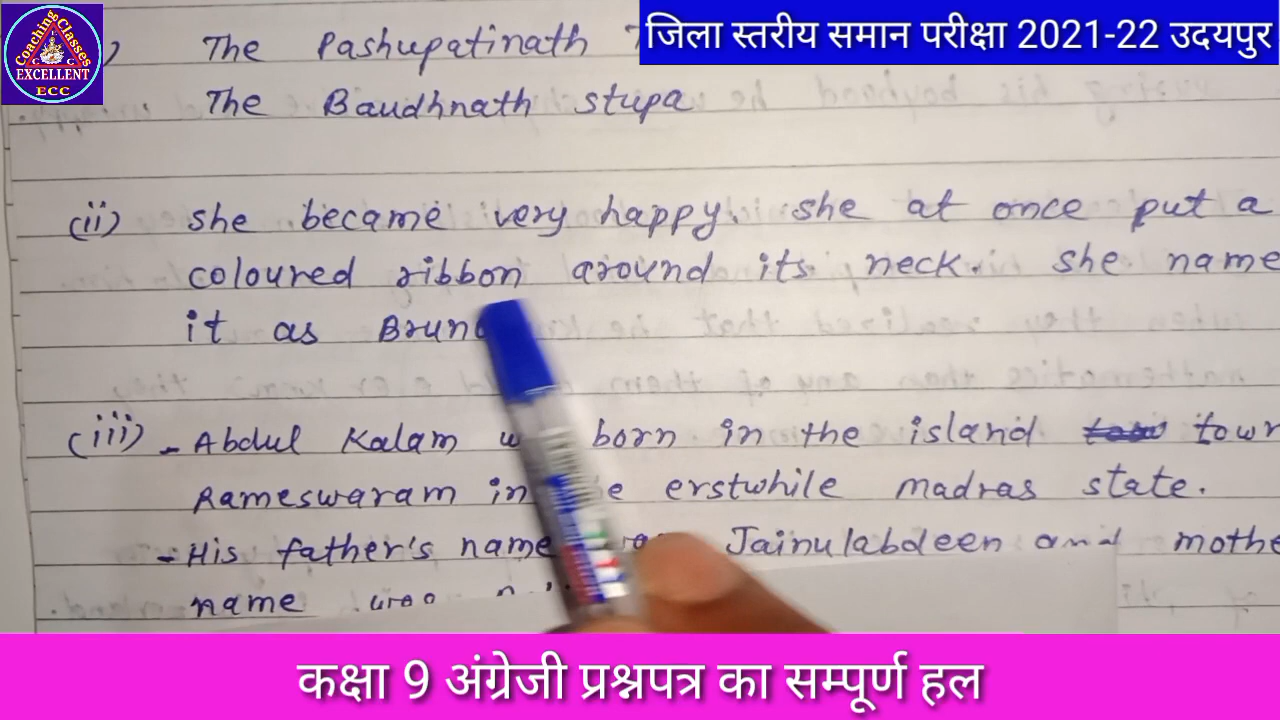 Coaching Classes
C C
EXCELLENT
ECC
जिला स्तरीय समान परीक्षा 2021-22 उदयपुर
) The Pashupatinath
The Baudhnath stupa
(ii) she became very happy. she at once put a
coloured ribbon around its neck. she name
it as
(iii) - Abdul Kalam born in the island town
Rameswaram in erstwhile madras state.
- His father's name Jainulabdeen and mothe
name was
कक्षा 9 अंग्रेजी प्रश्नपत्र का सम्पूर्ण हल